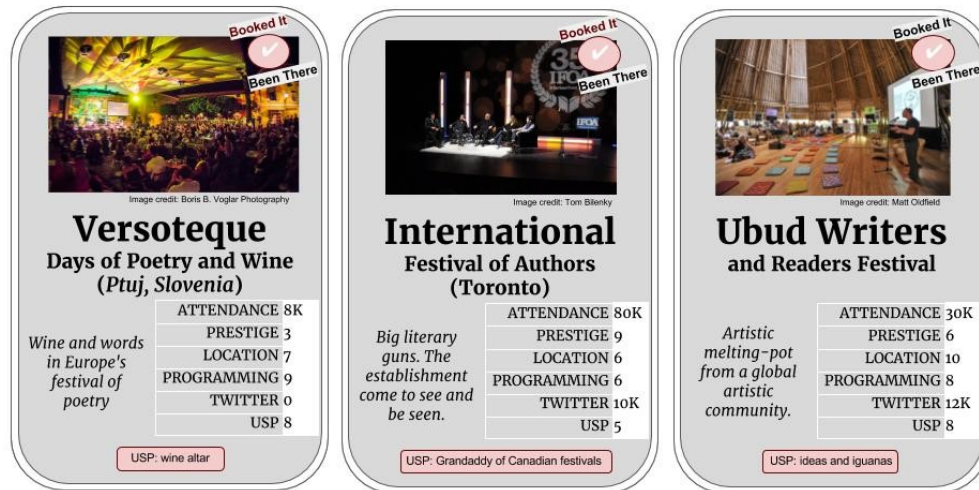 Booked It
Been There
Image credit: Boris B. Voglar Photography
Versoteque
Days of Poetry and Wine
(Ptuj, Slovenia)
Wine and words
in Europe's
festival of
poetry
ATTENDANCE 8K
PRESTIGE 3
LOCATION 7
PROGRAMMING 9
TWITTER 0
USP 8
USP: wine altar
Booked It
Been There
35
IFOA
IFOA
Image credit: Tom Bilenky
International
Festival of Authors
(Toronto)
Big literary
guns. The
establishment
come to see and
be seen.
ATTENDANCE 80K
PRESTIGE 9
LOCATION 6
PROGRAMMING 6
TWITTER 10K
USP 5
USP: Grandaddy of Canadian festivals
Booked It
Been There
Image credit: Matt Oldfield
Ubud Writers
and Readers Festival
Artistic
melting-pot
from a global
artistic
community.
ATTENDANCE 30K
PRESTIGE 6
LOCATION 10
PROGRAMMING 8
TWITTER 12K
USP 8
USP: ideas and iguanas